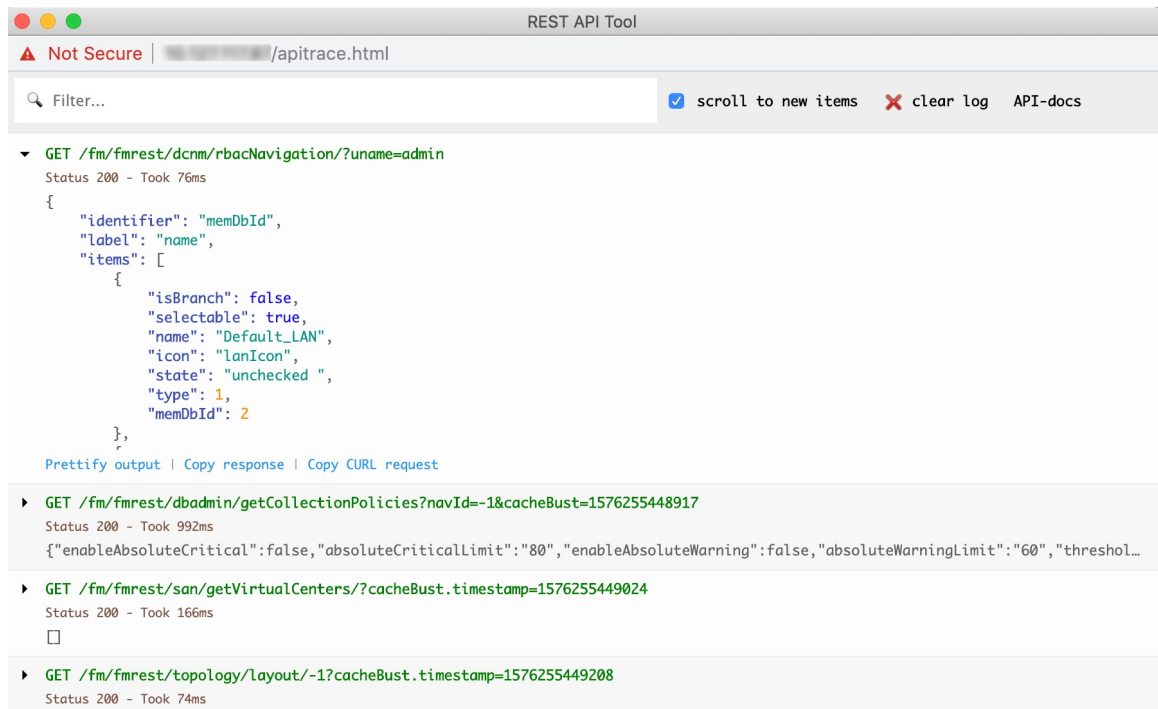 REST API Tool
Not Secure /apitrace.html
Filter... scroll to new items clear log API-docs
GET /fm/fmrest/dcnm/rbacNavigation/?uname=admin
Status 200 - Took 76ms
{
"identifier": "memDbId",
"label": "name",
"items": [
{
"isBranch": false,
"selectable": true,
"name": "Default_LAN",
"icon": "lanIcon",
"state": "unchecked ",
"type": 1,
"memDbId": 2
},
Prettify output | Copy response | Copy CURL request
GET /fm/fmrest/dbadmin/getCollectionPolicies?navId=-1&cacheBust=1576255448917
Status 200 - Took 992ms
{"enableAbsoluteCritical":false,"absoluteCriticalLimit":"80","enableAbsoluteWarning":false,"absoluteWarningLimit":"60","threshol…
GET /fm/fmrest/san/getVirtualCenters/?cacheBust.timestamp=1576255449024
Status 200 - Took 166ms
[]
GET /fm/fmrest/topology/layout/-1?cacheBust.timestamp=1576255449208
Status 200 - Took 74ms